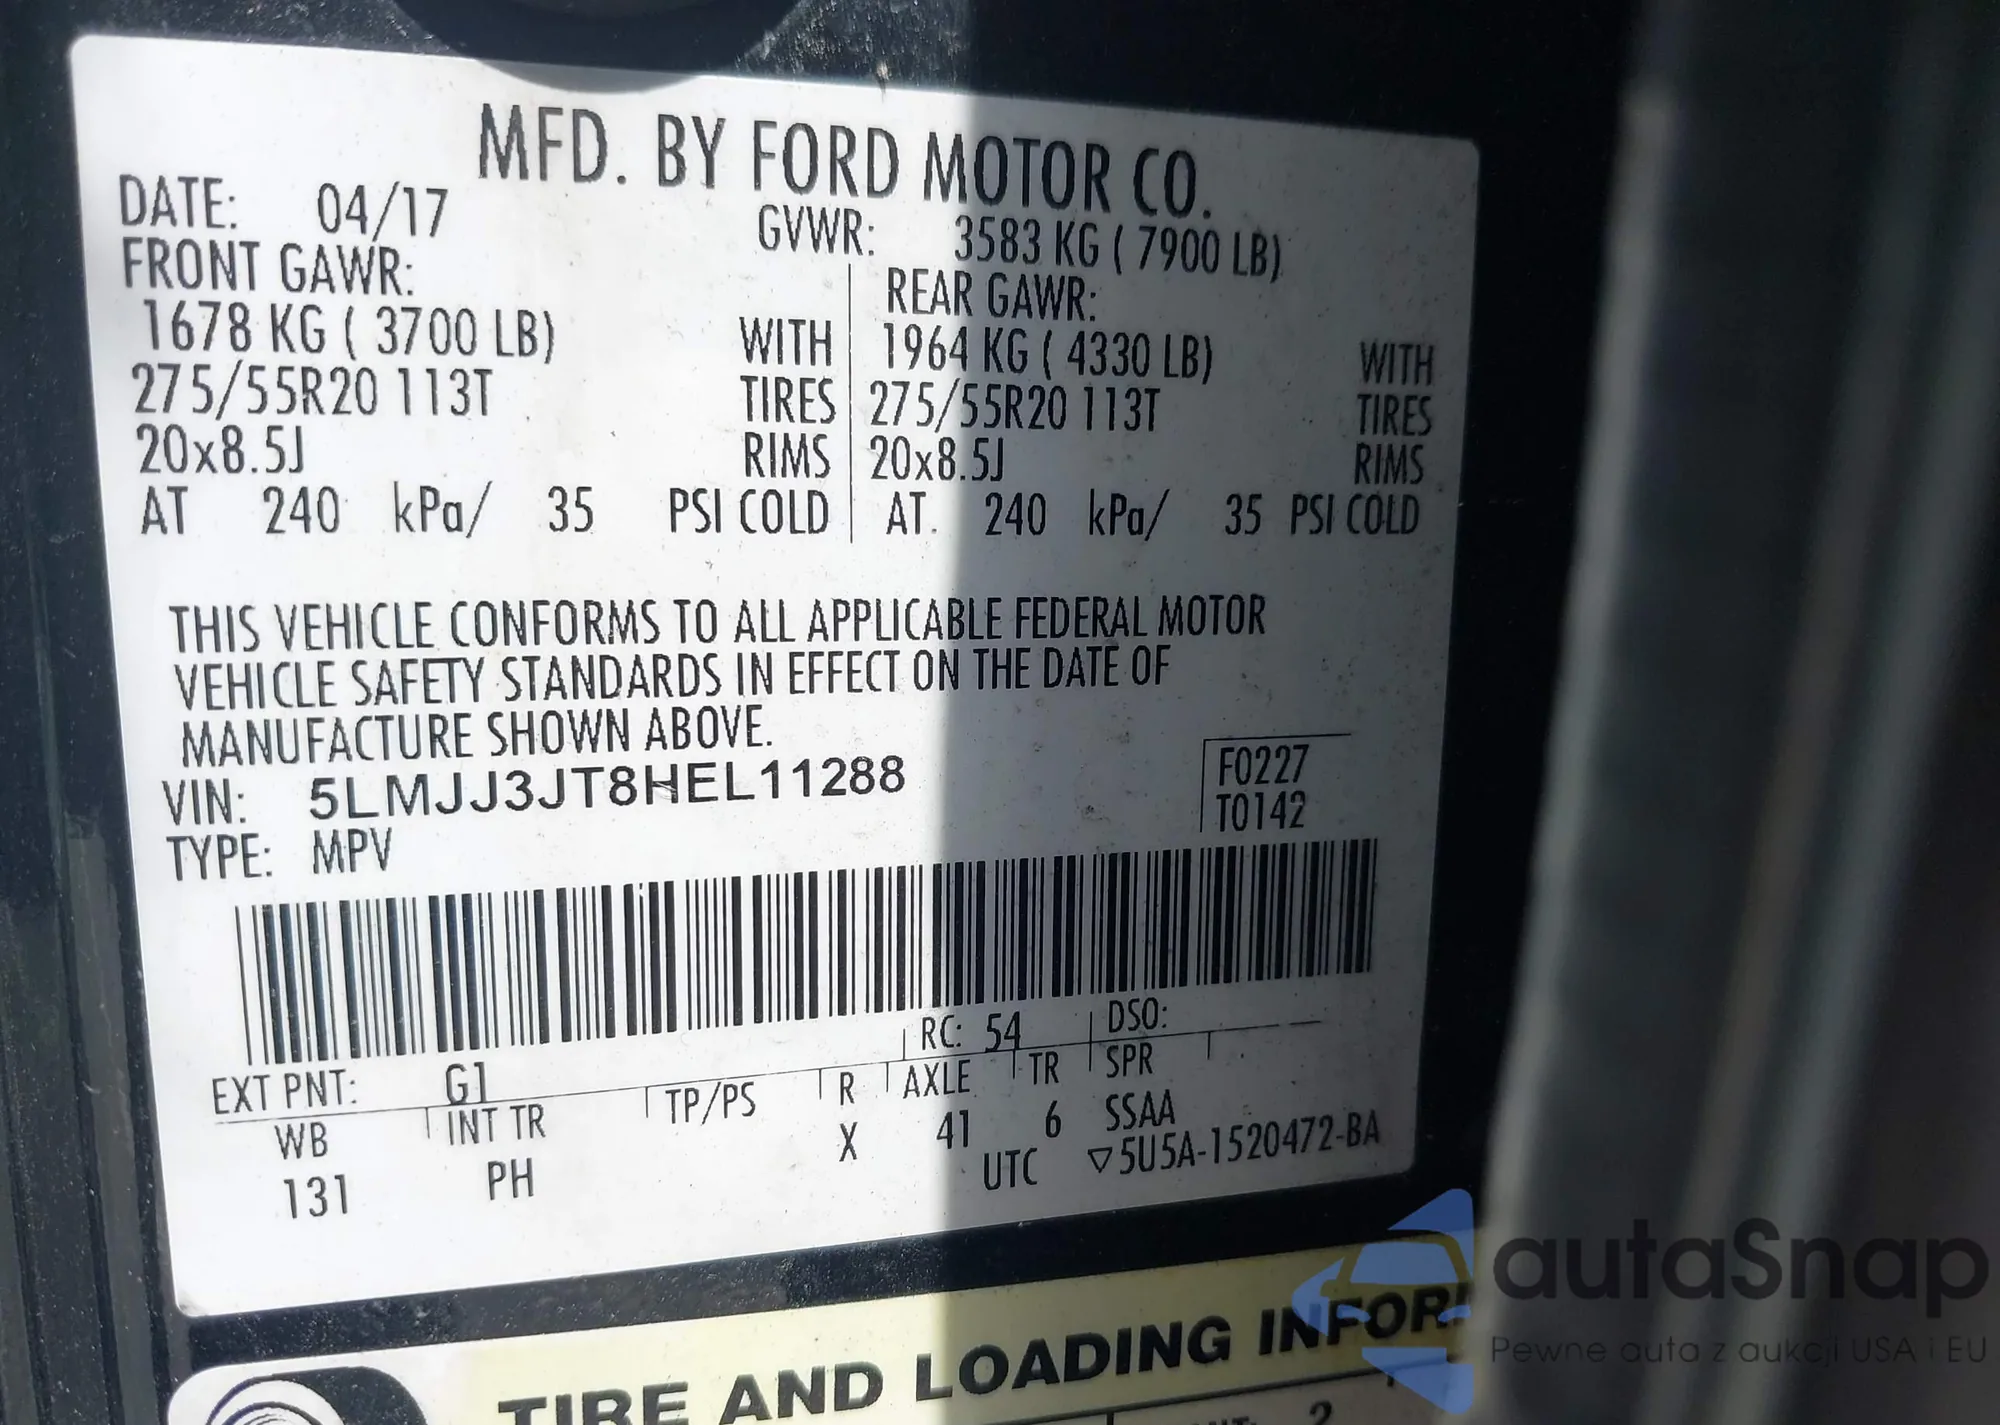 MFD. BY FORD MOTOR CO.
DATE: 04/17
GVWR: 3583 KG ( 7900 LB)
FRONT GAWR:
REAR GAWR:
1678 KG ( 3700 LB) WITH
1964 KG ( 4330 LB) WITH
275/55R20 113T TIRES
275/55R20 113T TIRES
20x8.5J RIMS
20x8.5J RIMS
AT 240 kPa/ 35 PSI COLD
AT. 240 kPa/ 35 PSI COLD
THIS VEHICLE CONFORMS TO ALL APPLICABLE FEDERAL MOTOR
VEHICLE SAFETY STANDARDS IN EFFECT ON THE DATE OF
MANUFACTURE SHOWN ABOVE.
VIN: 5LMJJ3JT8HEL11288
F0227
TYPE: MPV
T0142
RC: 54 DSO:
EXT PNT: G1
WB INT TR TP/PS R AXLE TR SPR
131 PH X 41 6 SSAA
UTC ▽5U5A-1520472-BA
TIRE AND LOADING INFOR
2
autaSnap
Pewne auta z aukcji USA i EU